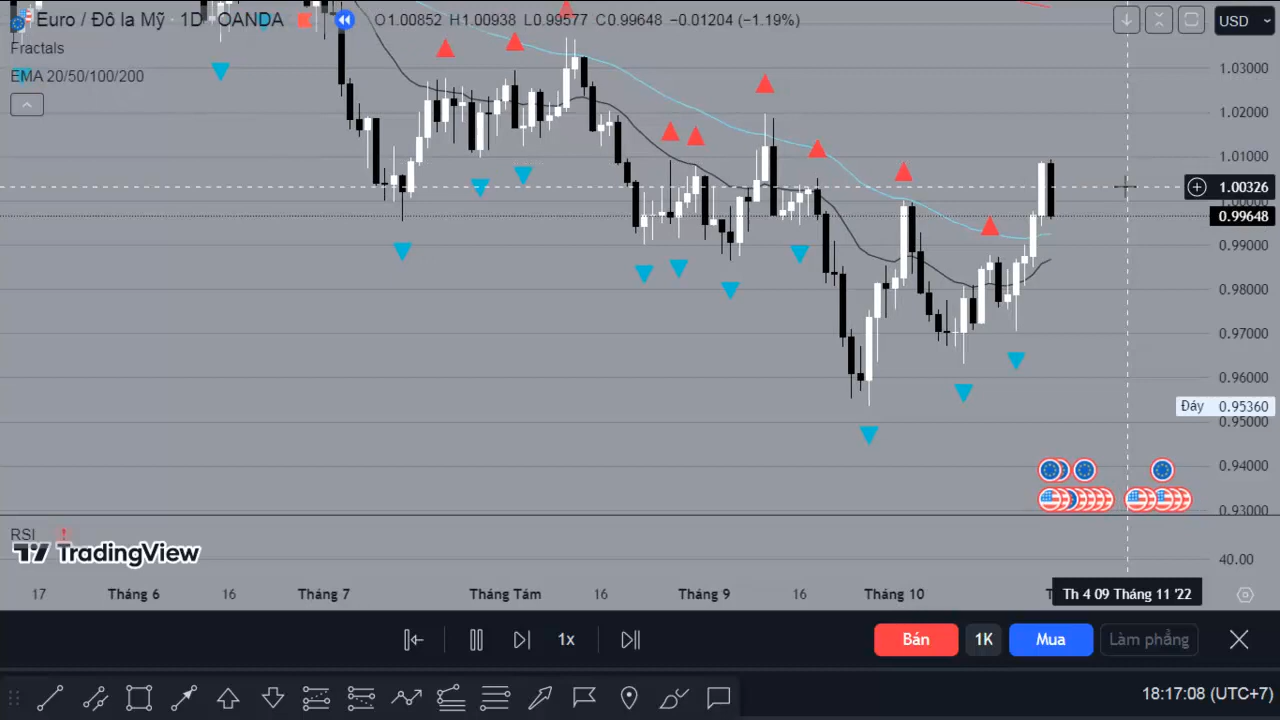 Euro / Đô la Mỹ · 1D · OANDA O1.00852 H1.00938 L0.99577 C0.99648 −0.01204 (−1.19%)
USD
Fractals
EMA 20/50/100/200
1.03000
1.02000
1.01000
1.00326
1.00000
0.99648
0.99000
0.98000
0.97000
0.96000
Đáy 0.95360
0.95000
0.94000
0.93000
RSI
TradingView
40.00
17 Tháng 6 16 Tháng 7 Tháng Tám 16 Tháng 9 16 Tháng 10 Th 4 09 Tháng 11 '22
1x Bán 1K Mua Làm phẳng
18:17:08 (UTC+7)